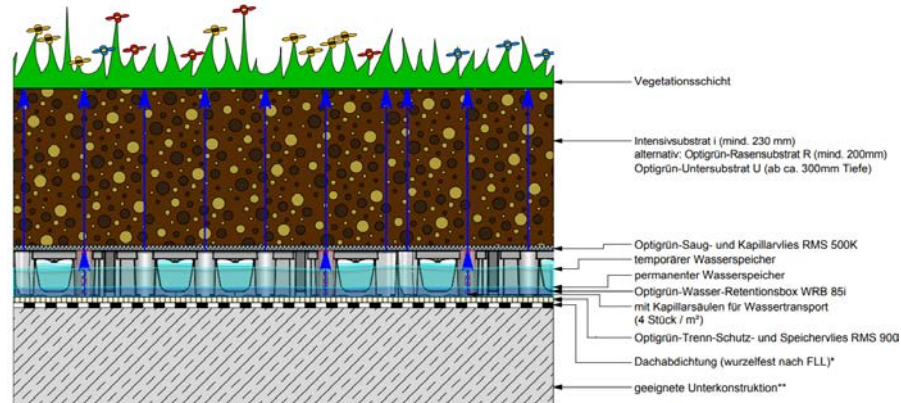 Vegetationsschicht
Intensivsubstrat i (mind. 230 mm)
alternativ: Optigrün-Rasensubstrat R (mind. 200mm)
Optigrün-Untersubstrat U (ab ca. 300mm Tiefe)
Optigrün-Saug- und Kapillarvlies RMS 500K
temporärer Wasserspeicher
permanenter Wasserspeicher
Optigrün-Wasser-Retentionsbox WRB 85i
mit Kapillarsäulen für Wassertransport
(4 Stück / m²)
Optigrün-Trenn-Schutz- und Speichervlies RMS 900
Dachabdichtung (wurzelfest nach FLL)*
geeignete Unterkonstruktion**